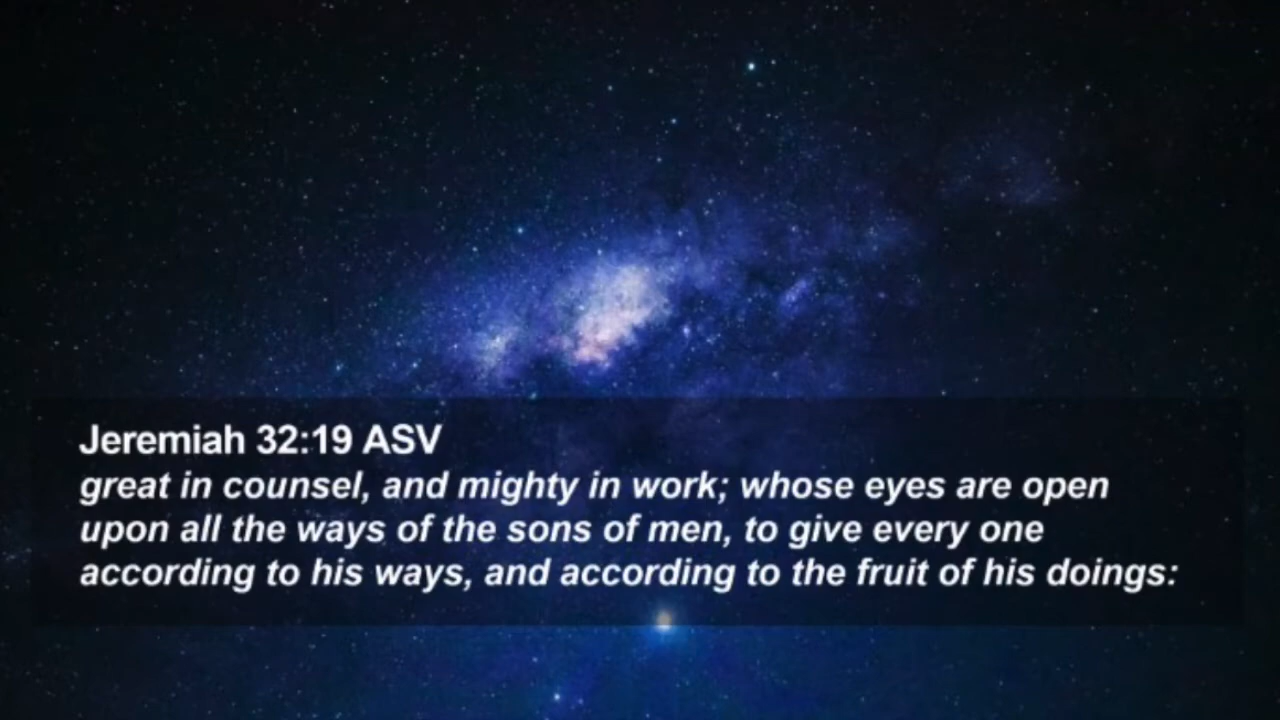 Jeremiah 32:19 ASV
great in counsel, and mighty in work; whose eyes are open
upon all the ways of the sons of men, to give every one
according to his ways, and according to the fruit of his doings: